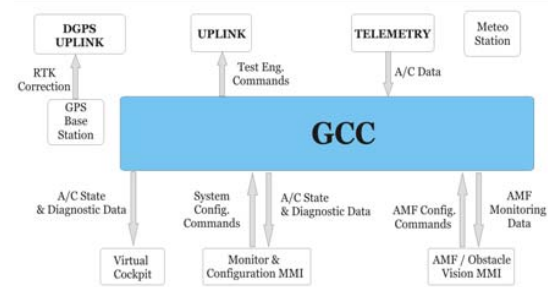 DGPS
UPLINK
UPLINK
TELEMETRY
Meteo
Station
RTK
Correction
Test Eng.
Commands
A/C Data
GPS
Base
Station
GCC
A/C State
& Diagnostic Data
System
Config.
Commands
A/C State
& Diagnostic Data
AMF Config.
Commands
AMF
Monitoring
Data
Virtual
Cockpit
Monitor &
Configuration MMI
AMF / Obstacle
Vision MMI